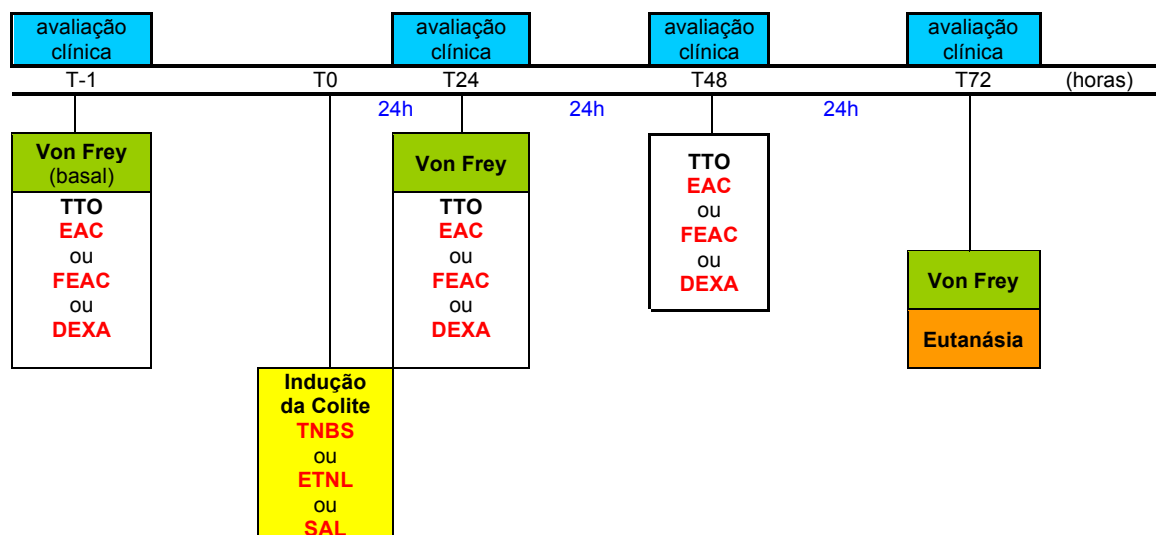 avaliação
clínica
avaliação
clínica
avaliação
clínica
avaliação
clínica
T-1 T0 T24 T48 T72 (horas)
24h 24h 24h
Von Frey
(basal)
TTO
EAC
ou
FEAC
ou
DEXA
Indução
da Colite
TNBS
ou
ETNL
ou
SAL
Von Frey
TTO
EAC
ou
FEAC
ou
DEXA
TTO
EAC
ou
FEAC
ou
DEXA
Von Frey
Eutanásia